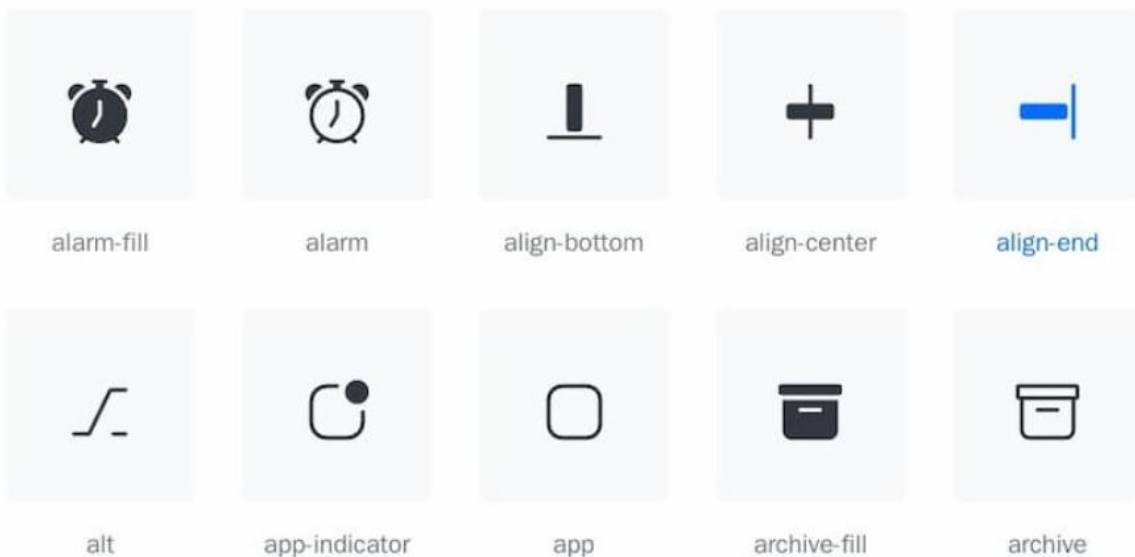 alarm-fill alarm align-bottom align-center align-end
alt app-indicator app archive-fill archive